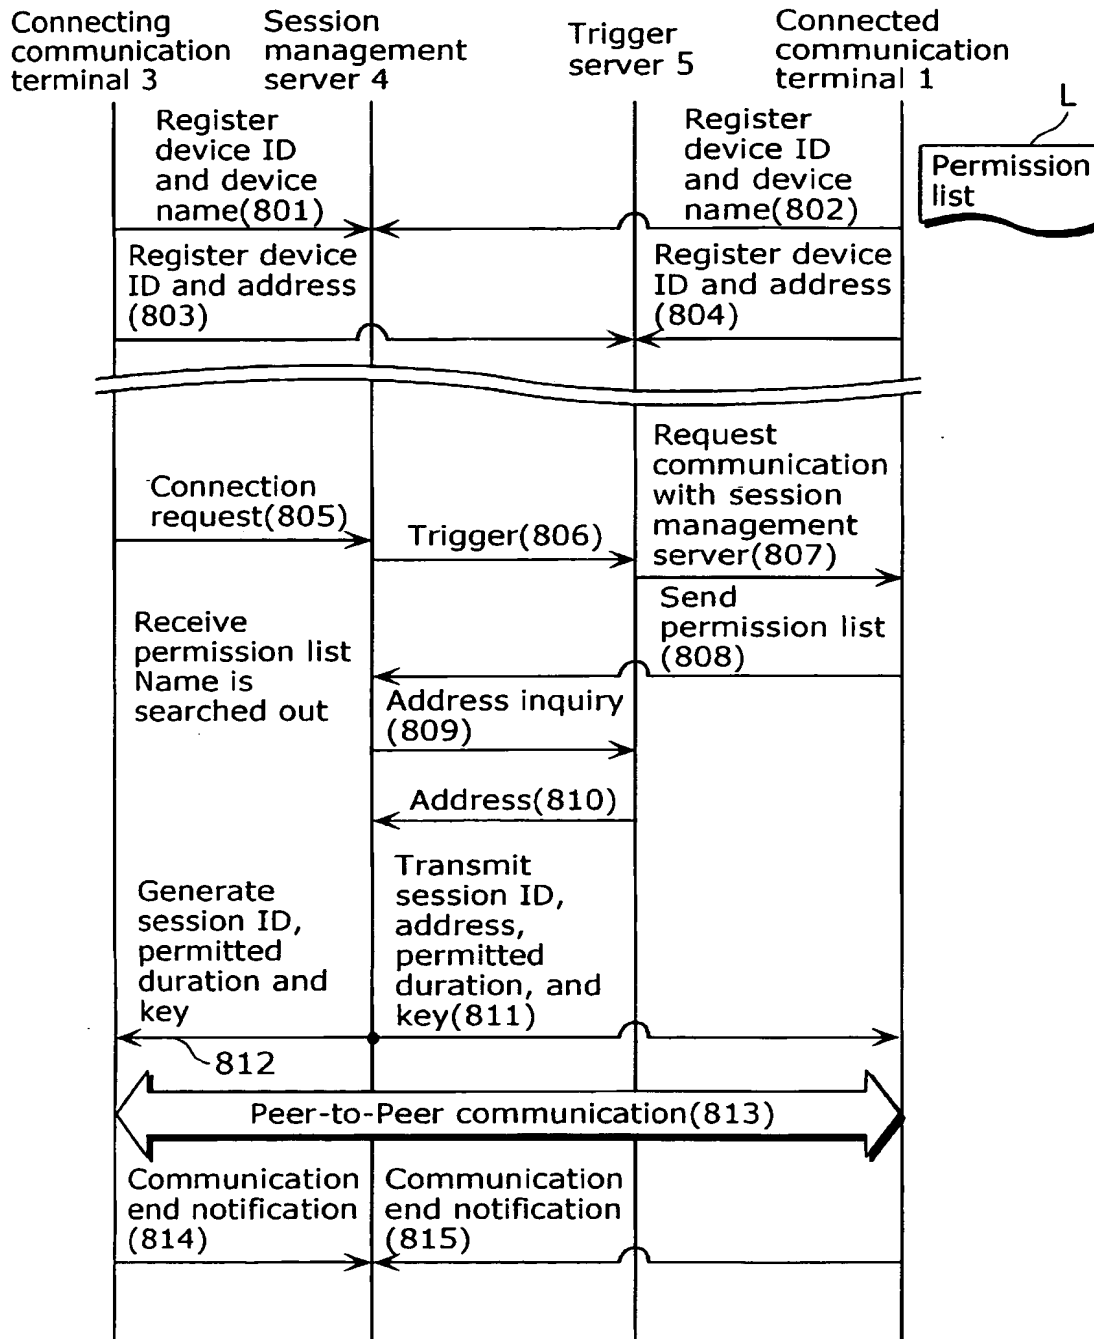 Connecting
communication
terminal 3
Session
management
server 4
Trigger
server 5
Connected
communication
terminal 1
L
Permission
list
Register
device ID
and device
name(801)
Register
device ID
and device
name(802)
Register device
ID and address
(803)
Register device
ID and address
(804)
Connection
request(805)
Trigger(806)
Request
communication
with session
management
server(807)
Send
permission list
(808)
Receive
permission list
Name is
searched out
Address inquiry
(809)
Address(810)
Generate
session ID,
permitted
duration and
key
Transmit
session ID,
address,
permitted
duration, and
key(811)
812
Peer-to-Peer communication(813)
Communication
end notification
(814)
Communication
end notification
(815)